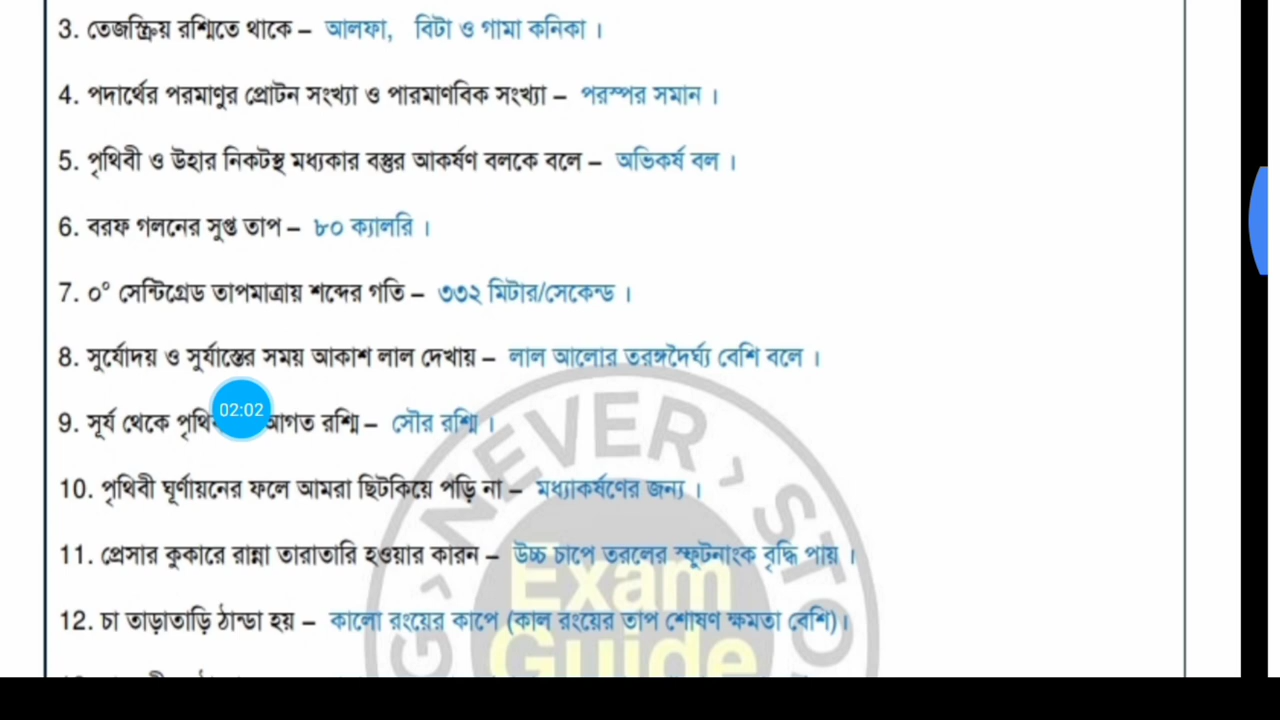 3. তেজস্ক্রিয় রশ্মিতে থাকে – আলফা, বিটা ও গামা কনিকা ।
4. পদার্থের পরমাণুর প্রোটন সংখ্যা ও পারমাণবিক সংখ্যা – পরস্পর সমান ।
5. পৃথিবী ও উহার নিকটস্থ মধ্যকার বস্তুর আকর্ষণ বলকে বলে – অভিকর্ষ বল ।
6. বরফ গলনের সুপ্ত তাপ – ৮০ ক্যালরি ।
7. ০° সেন্টিগ্রেড তাপমাত্রায় শব্দের গতি – ৩৩২ মিটার/সেকেন্ড ।
8. সুর্যোদয় ও সুর্যাস্তের সময় আকাশ লাল দেখায় – লাল আলোর তরঙ্গদৈর্ঘ্য বেশি বলে ।
9. সূর্য থেকে আগত রশ্মি – সৌর রশ্মি ।
02:02
10. পৃথিবী ঘূর্ণায়নের ফলে আমরা ছিটকিয়ে পড়ি না – মধ্যাকর্ষণের জন্য ।
11. প্রেসার কুকারে রান্না তারাতারি হওয়ার কারন – উচ্চ চাপে তরলের স্ফুটনাংক বৃদ্ধি পায় ।
12. চা তাড়াতাড়ি ঠান্ডা হয় – কালো রংয়ের কাপে (কাল রংয়ের তাপ শোষণ ক্ষমতা বেশি)।
NEVER
Exam
Guide